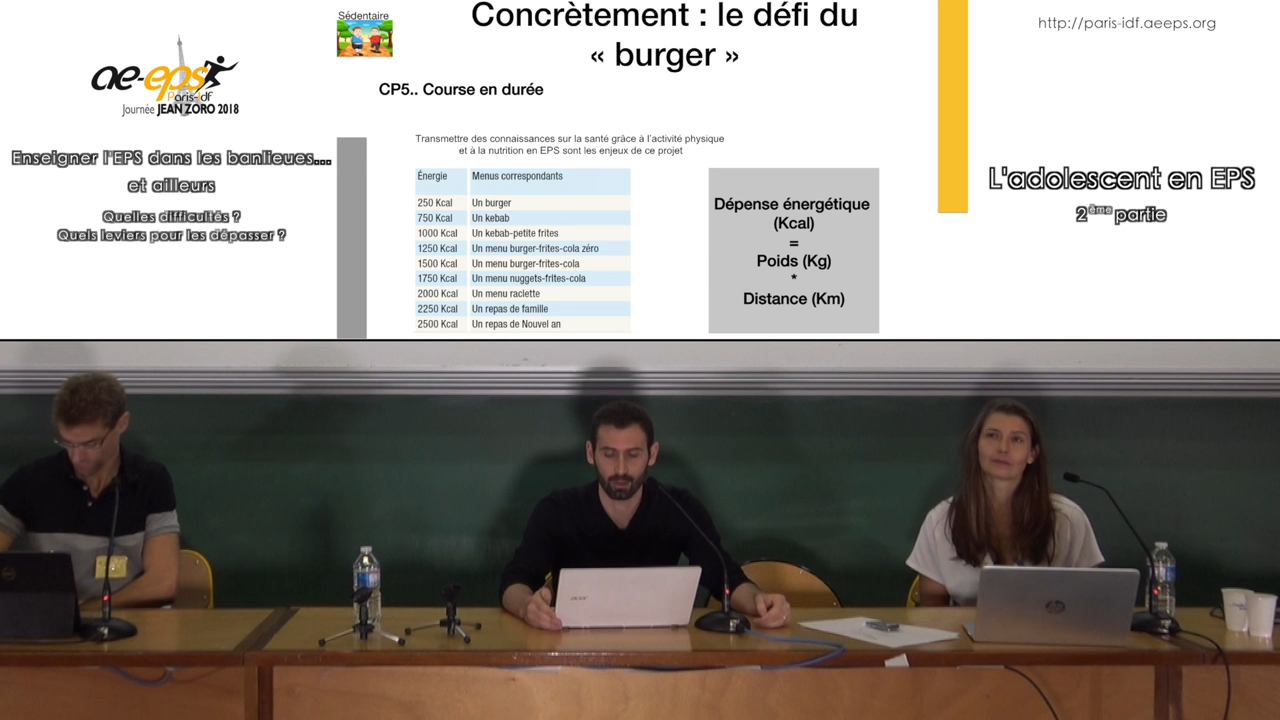 Sédentaire
Concrètement : le défi du
« burger »
http://paris-idf.aeeps.org
ae-eps
Paris-Idf
Journée JEAN ZORO 2018
CP5.. Course en durée
Transmettre des connaissances sur la santé grâce à l'activité physique
et à la nutrition en EPS sont les enjeux de ce projet
Enseigner l'EPS dans les banlieues...
et ailleurs
Quelles difficultés ?
Quels leviers pour les dépasser ?
Énergie Menus correspondants
250 Kcal Un burger
750 Kcal Un kebab
1000 Kcal Un kebab-petite frites
1250 Kcal Un menu burger-frites-cola zéro
1500 Kcal Un menu burger-frites-cola
1750 Kcal Un menu nuggets-frites-cola
2000 Kcal Un menu raclette
2250 Kcal Un repas de famille
2500 Kcal Un repas de Nouvel an
Dépense énergétique
(Kcal)
=
Poids (Kg)
*
Distance (Km)
L'adolescent en EPS
2ème partie
acer
hp